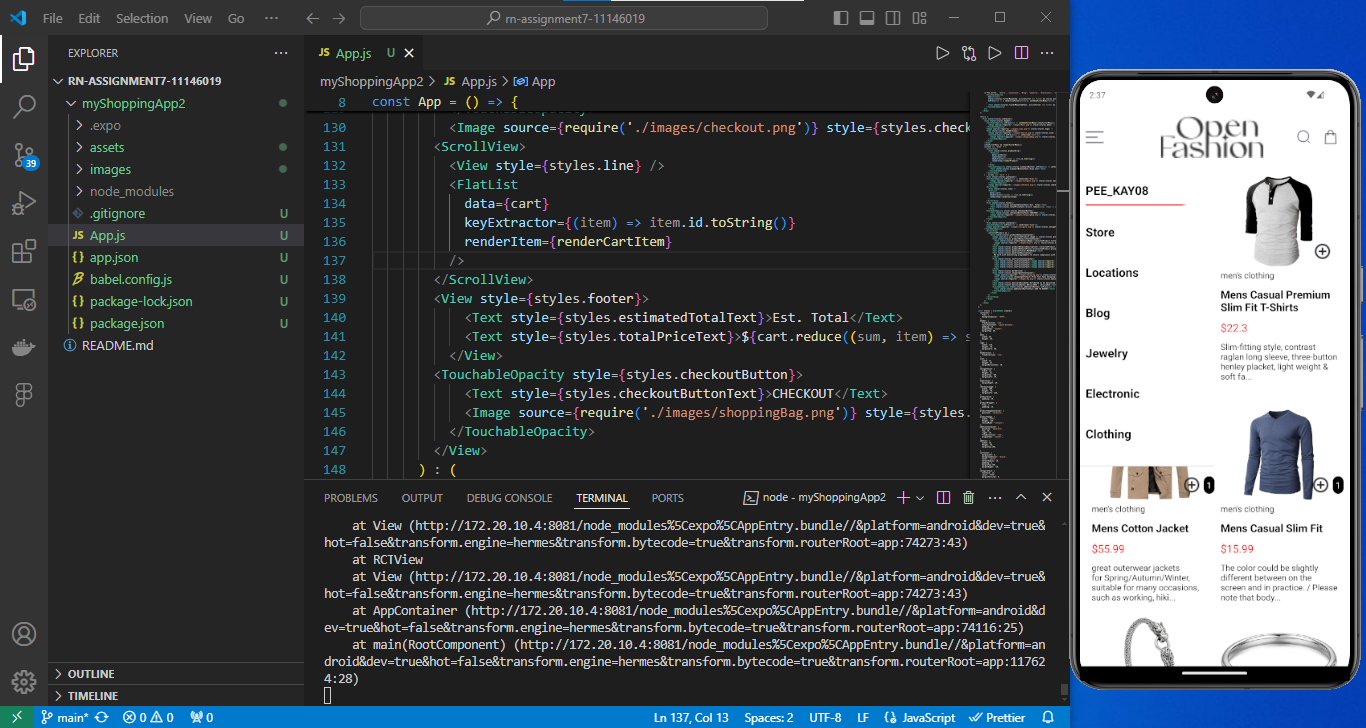 File Edit Selection View Go ··· rn-assignment7-11146019
EXPLORER
RN-ASSIGNMENT7-11146019
myShoppingApp2
.expo
assets
images
node_modules
.gitignore U
JS App.js U
{} app.json U
babel.config.js U
{} package-lock.json U
{} package.json U
README.md
OUTLINE
TIMELINE
39
JS App.js U
myShoppingApp2 > JS App.js > App
8 const App = () => {
130 <Image source={require('./images/checkout.png')} style={styles.check
131 <ScrollView>
132 <View style={styles.line} />
133 <FlatList
134 data={cart}
135 keyExtractor={(item) => item.id.toString()}
136 renderItem={renderCartItem}
137 />
138 </ScrollView>
139 <View style={styles.footer}>
140 <Text style={styles.estimatedTotalText}>Est. Total</Text>
141 <Text style={styles.totalPriceText}>${cart.reduce((sum, item) => s
142 </View>
143 <TouchableOpacity style={styles.checkoutButton}>
144 <Text style={styles.checkoutButtonText}>CHECKOUT</Text>
145 <Image source={require('./images/shoppingBag.png')} style={styles.
146 </TouchableOpacity>
147 </View>
148 ) : (
PROBLEMS OUTPUT DEBUG CONSOLE TERMINAL PORTS node - myShoppingApp2
at View (http://172.20.10.4:8081/node_modules%5Cexpo%5CAppEntry.bundle//&platform=android&dev=true&
hot=false&transform.engine=hermes&transform.bytecode=true&transform.routerRoot=app:74273:43)
at RCTView
at View (http://172.20.10.4:8081/node_modules%5Cexpo%5CAppEntry.bundle//&platform=android&dev=true&
hot=false&transform.engine=hermes&transform.bytecode=true&transform.routerRoot=app:74273:43)
at AppContainer (http://172.20.10.4:8081/node_modules%5Cexpo%5CAppEntry.bundle//&platform=android&d
ev=true&hot=false&transform.engine=hermes&transform.bytecode=true&transform.routerRoot=app:74116:25)
at main(RootComponent) (http://172.20.10.4:8081/node_modules%5Cexpo%5CAppEntry.bundle//&platform=an
droid&dev=true&hot=false&transform.engine=hermes&transform.bytecode=true&transform.routerRoot=app:11762
4:28)
main* 0 0 0 Ln 137, Col 13 Spaces: 2 UTF-8 LF {} JavaScript Prettier
2:37
Open
Fashion
PEE_KAY08
Store
Locations
Blog
Jewelry
Electronic
Clothing
men's clothing
Mens Casual Premium
Slim Fit T-Shirts
$22.3
Slim-fitting style, contrast
raglan long sleeve, three-button
henley placket, light weight &
soft fa...
1
men's clothing
Mens Cotton Jacket
$55.99
great outerwear jackets
for Spring/Autumn/Winter,
suitable for many occasions,
such as working, hiki...
1
men's clothing
Mens Casual Slim Fit
$15.99
The color could be slightly
different between on the
screen and in practice. / Please
note that body...